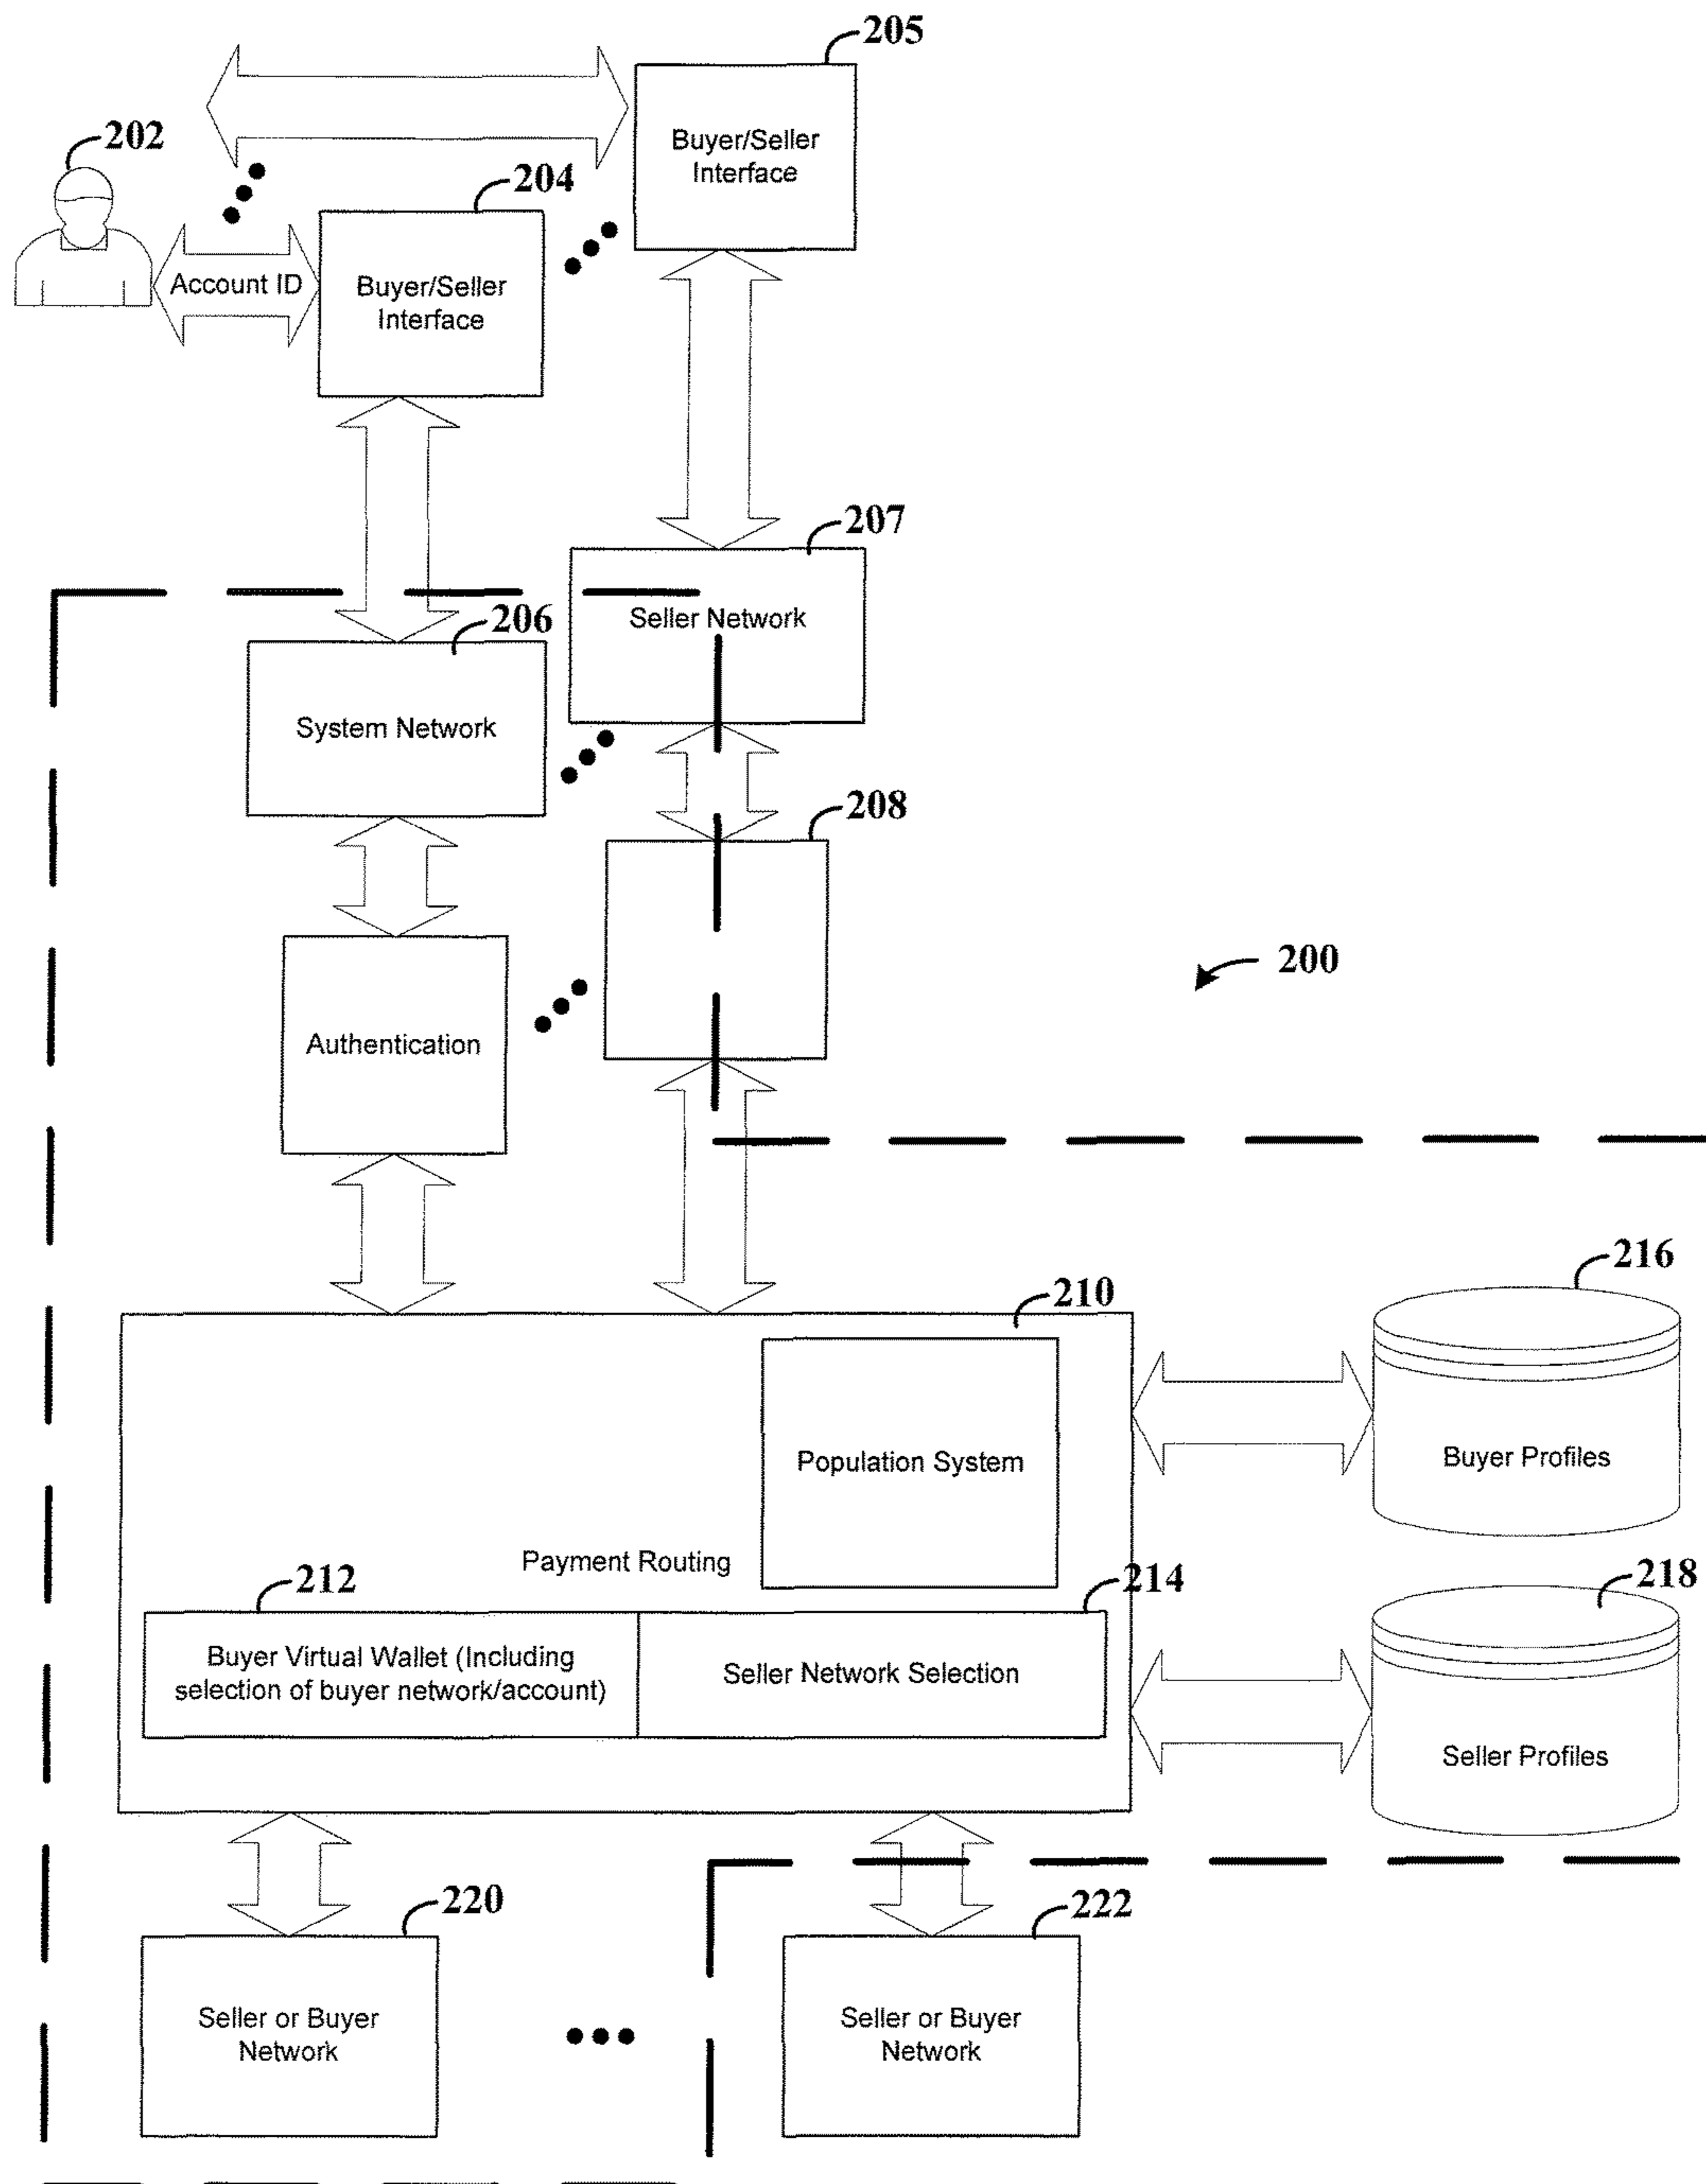 205
Buyer/Seller
Interface
202
204
Account ID
Buyer/Seller
Interface
207
Seller Network
206
System Network
208
200
Authentication
216
210
Buyer Profiles
Population System
Payment Routing
212
214
218
Buyer Virtual Wallet (Including
selection of buyer network/account)
Seller Network Selection
Seller Profiles
220
222
Seller or Buyer
Network
Seller or Buyer
Network